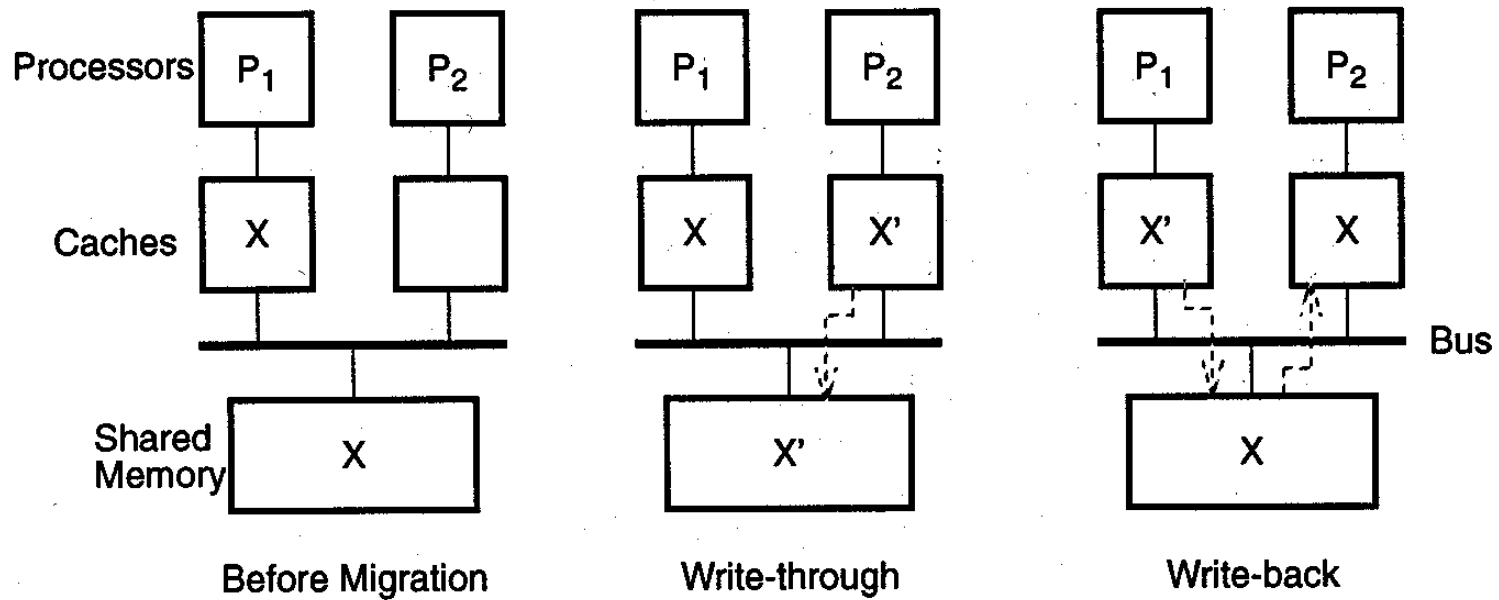 Processors P1 P2 P1 P2 P1 P2
Caches X X X' X' X
Bus
Shared
Memory X X' X
Before Migration Write-through Write-back